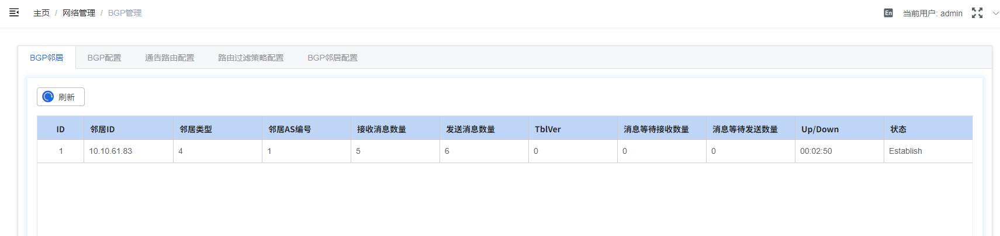 主页 / 网络管理 / BGP管理 En 当前用户: admin
BGP邻居 BGP配置 通告路由配置 路由过滤策略配置 BGP邻居配置
刷新
ID 邻居ID 邻居类型 邻居AS编号 接收消息数量 发送消息数量 TblVer 消息等待接收数量 消息等待发送数量 Up/Down 状态
1 10.10.61.83 4 1 5 6 0 0 0 00:02:50 Establish